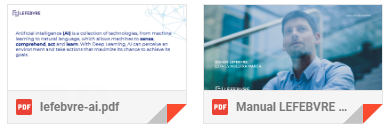 LEFEBVRE
Artificial intelligence (AI) is a collection of technologies, from machine
learning to natural language, which allows machines to sense,
comprehend, act and learn. With Deep Learning, AI can perceive an
environment and take actions that maximize its chance to achieve its
goals.
PDF lefebvre-ai.pdf
LEFEBVRE
PDF Manual LEFEBVRE ...